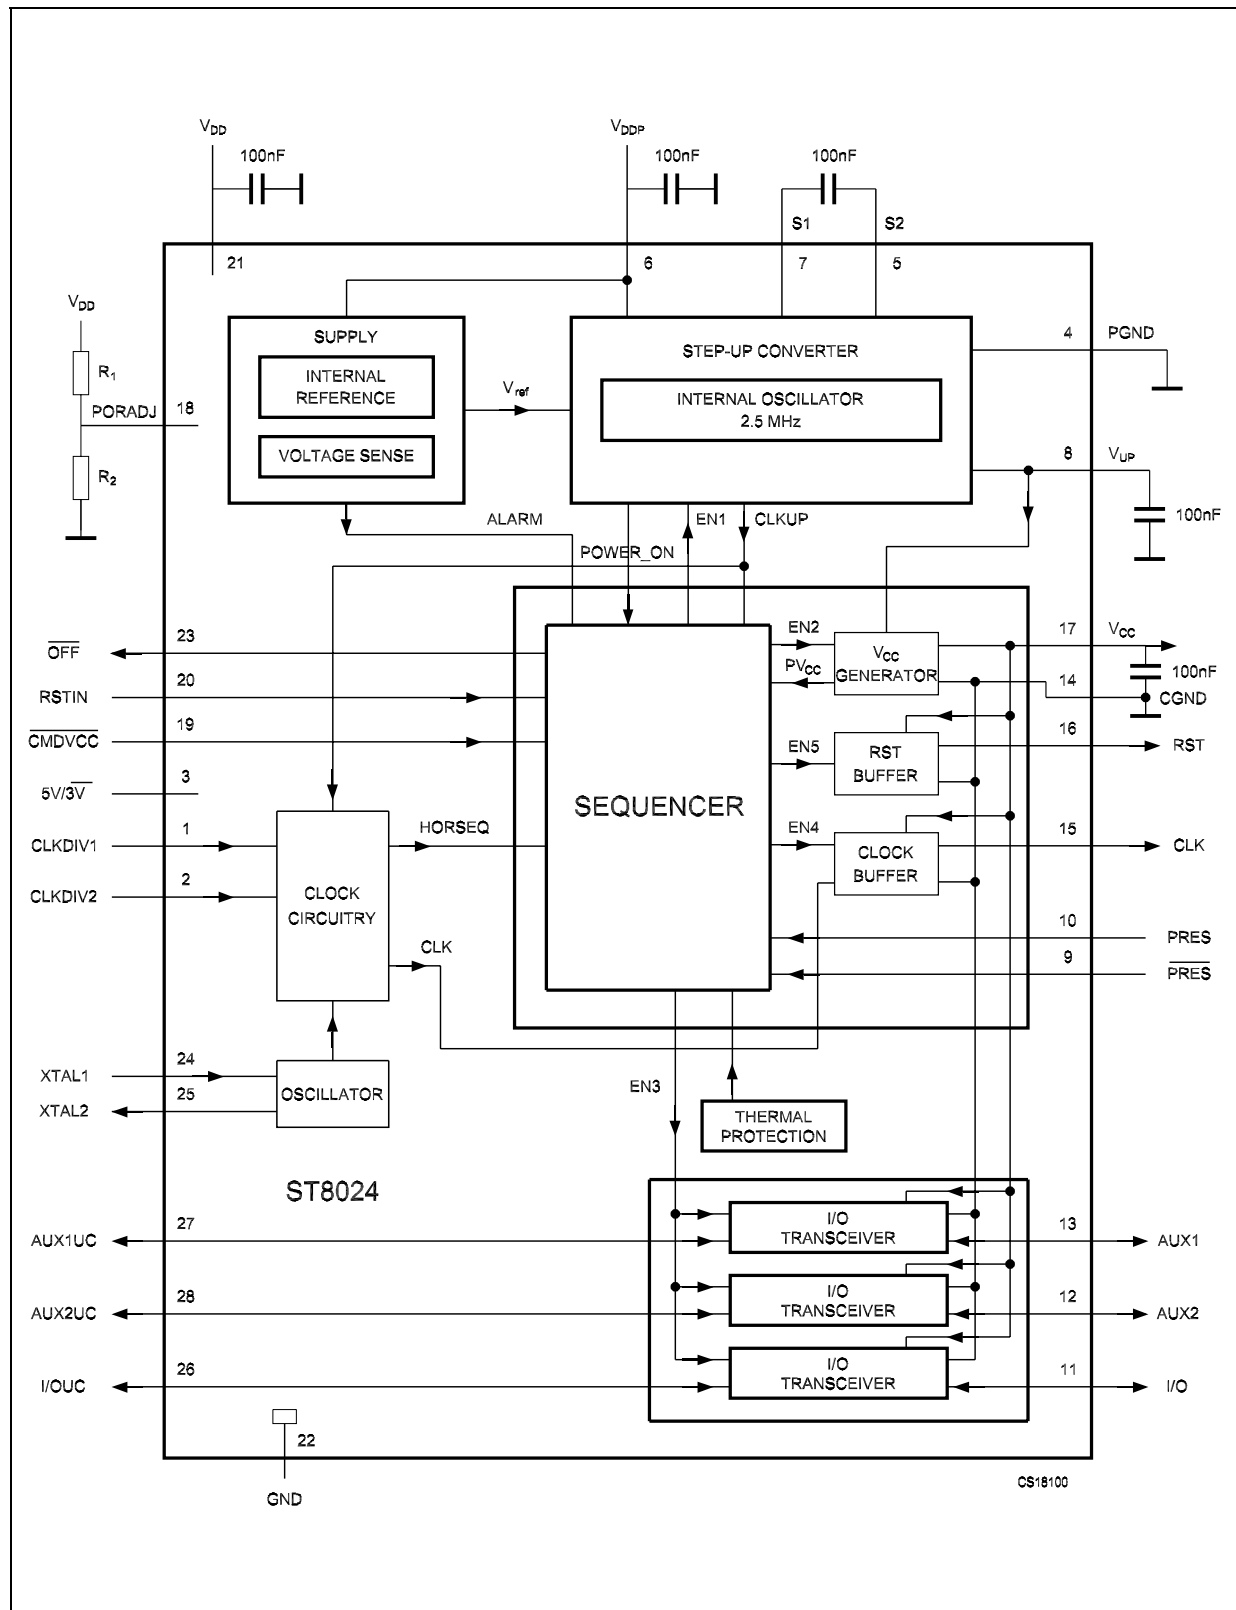 VDD
VDDP
100nF
100nF
100nF
S1
S2
21
6
7
5
VDD
SUPPLY
STEP-UP CONVERTER
4
PGND
R1
INTERNAL
REFERENCE
Vref
INTERNAL OSCILLATOR
2.5 MHz
PORADJ
18
VOLTAGE SENSE
8
VUP
R2
100nF
ALARM
EN1
CLKUP
POWER_ON
OFF
23
EN2
VCC
GENERATOR
17
VCC
PVCC
100nF
RSTIN
20
14
CGND
CMDVCC
19
16
RST
EN5
RST
BUFFER
5V/3V
3
SEQUENCER
CLKDIV1
1
HORSEQ
EN4
CLOCK
BUFFER
15
CLK
CLKDIV2
2
CLOCK
CIRCUITRY
10
PRES
CLK
9
PRES
XTAL1
24
XTAL2
25
OSCILLATOR
EN3
THERMAL
PROTECTION
ST8024
AUX1UC
27
I/O
TRANSCEIVER
13
AUX1
AUX2UC
28
I/O
TRANSCEIVER
12
AUX2
I/OUC
26
I/O
TRANSCEIVER
11
I/O
22
GND
CS18100